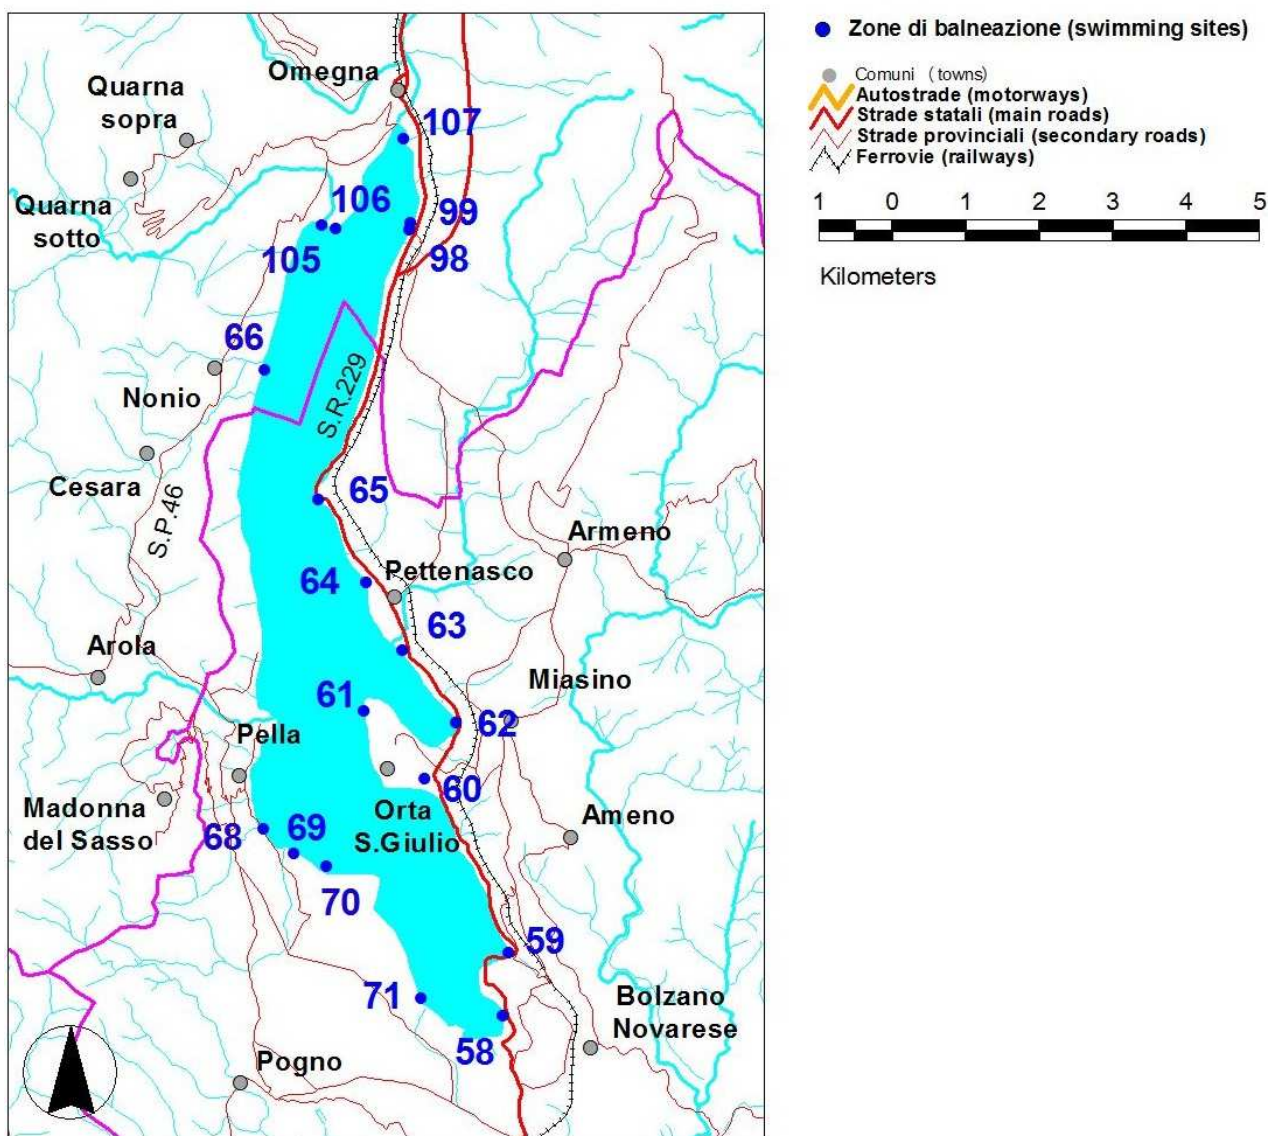 Zone di balneazione (swimming sites)
Comuni (towns)
Autostrade (motorways)
Strade statali (main roads)
Strade provinciali (secondary roads)
Ferrovie (railways)
1 0 1 2 3 4 5
Kilometers
Omegna
Quarna
sopra
107
Quarna
sotto
106
99
105
98
66
Nonio
S.R.229
Cesara
65
S.P.46
Armeno
64
Pettenasco
63
Arola
Miasino
61
62
Pella
60
Madonna
del Sasso
68
69
Orta
S.Giulio
Ameno
70
59
71
Bolzano
Novarese
58
Pogno